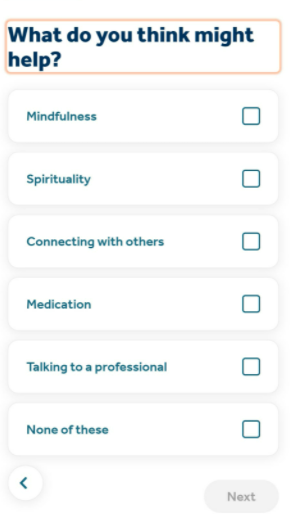 What do you think might
help?
Mindfulness
Spirituality
Connecting with others
Medication
Talking to a professional
None of these
Next